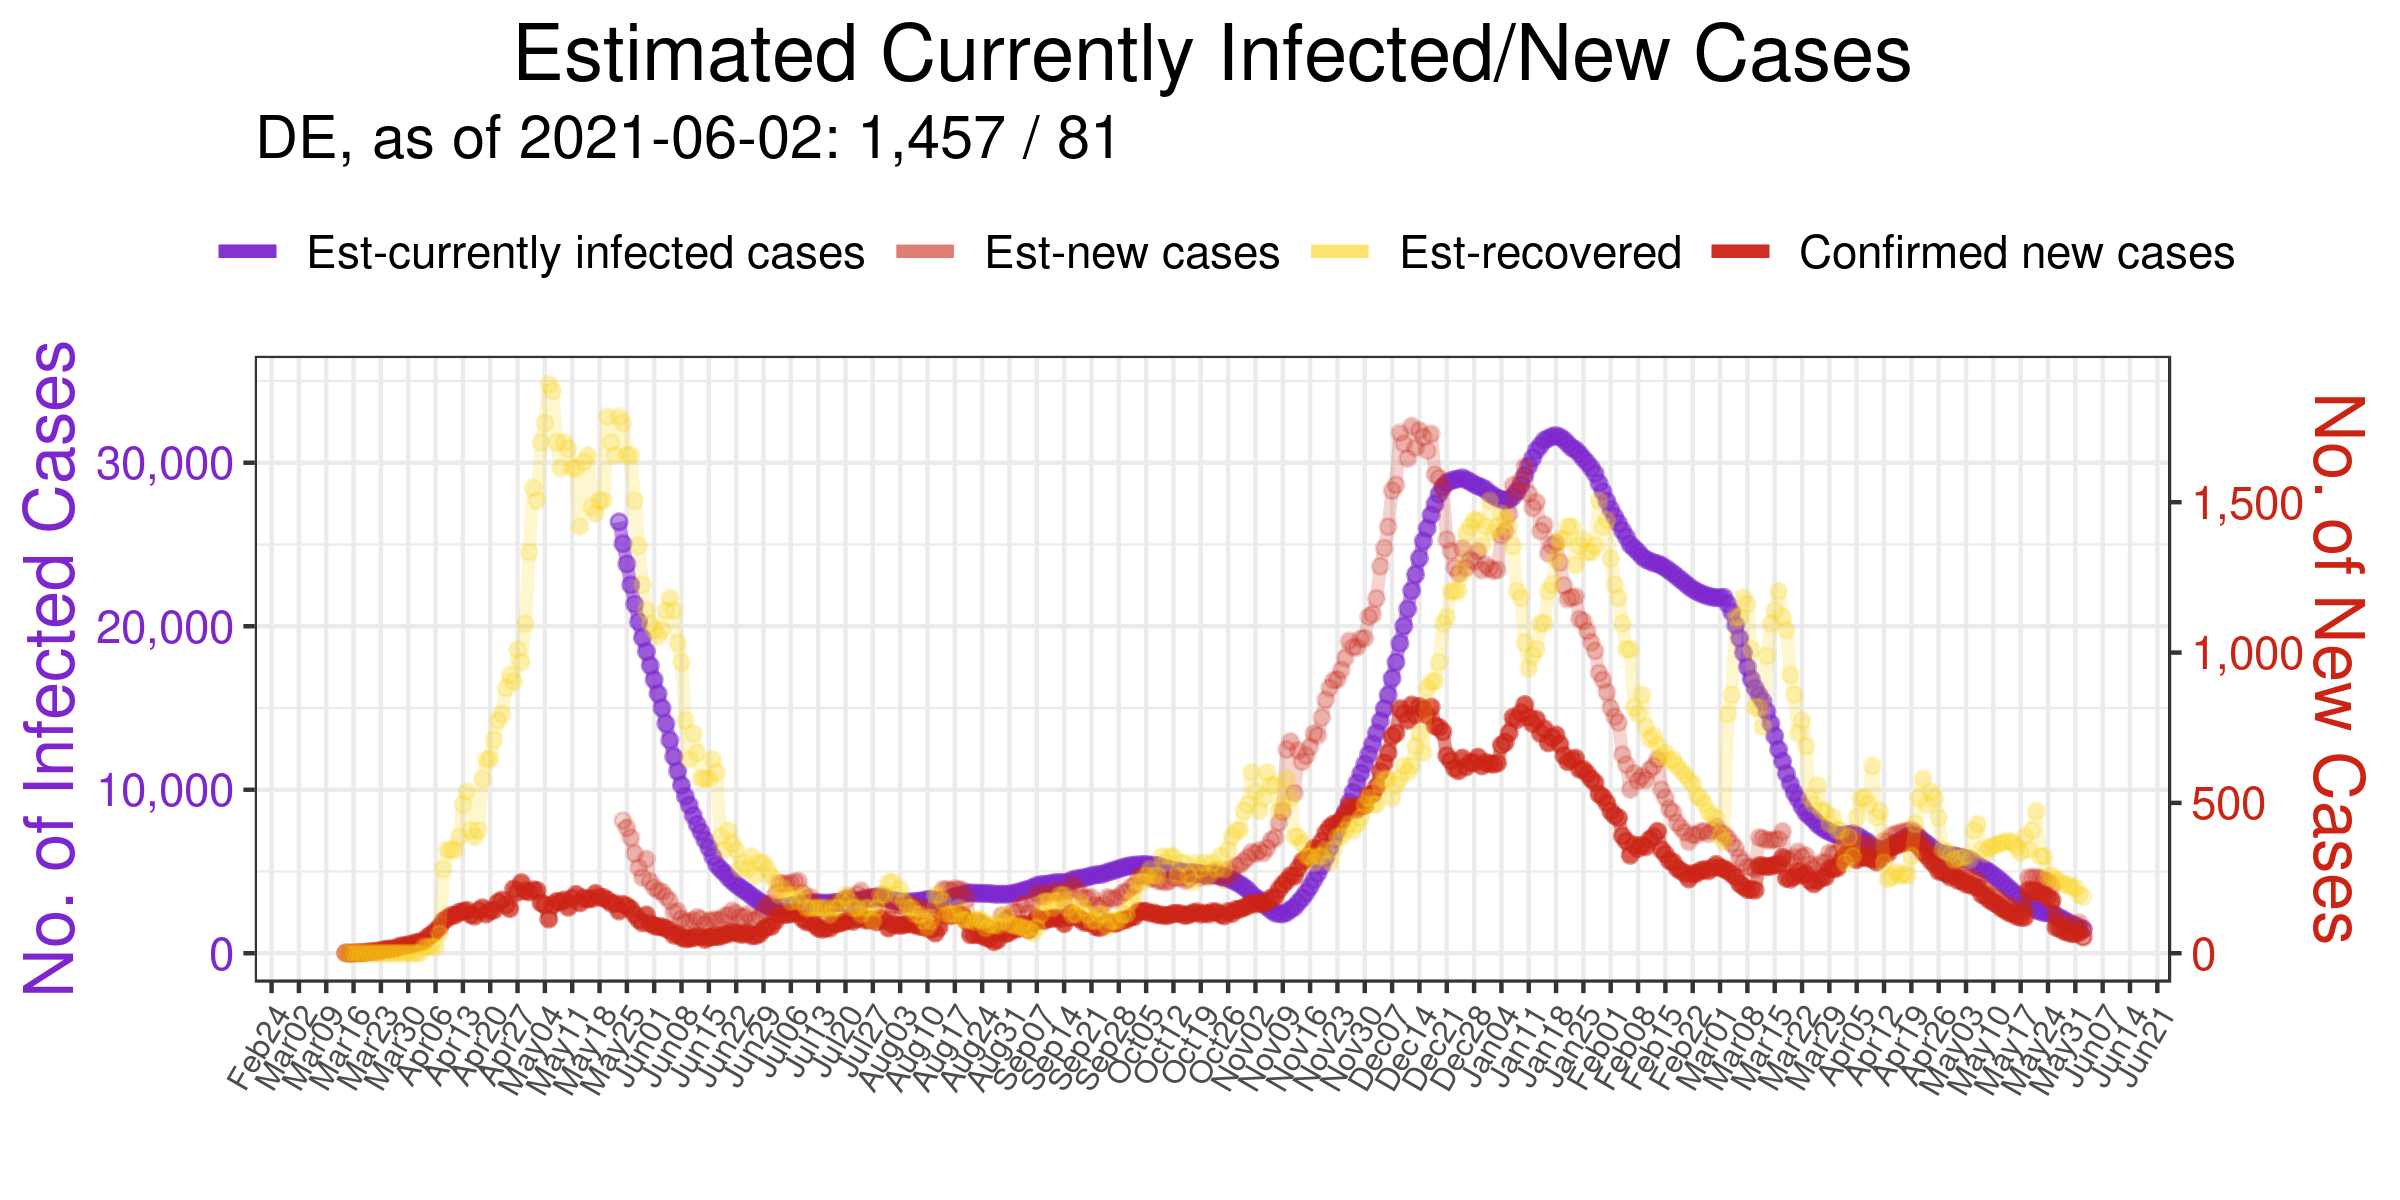 Estimated Currently Infected/New Cases
DE, as of 2021-06-02: 1,457 / 81
Est-currently infected cases
Est-new cases
Est-recovered
Confirmed new cases
No. of Infected Cases
30,000
20,000
10,000
0
No. of New Cases
1,500
1,000
500
0
Feb24
Mar02
Mar09
Mar16
Mar23
Mar30
Apr06
Apr13
Apr20
Apr27
May04
May11
May18
May25
Jun01
Jun08
Jun15
Jun22
Jun29
Jul06
Jul13
Jul20
Jul27
Aug03
Aug10
Aug17
Aug24
Aug31
Sep07
Sep14
Sep21
Sep28
Oct05
Oct12
Oct19
Oct26
Nov02
Nov09
Nov16
Nov23
Nov30
Dec07
Dec14
Dec21
Dec28
Jan04
Jan11
Jan18
Jan25
Feb01
Feb08
Feb15
Feb22
Mar01
Mar08
Mar15
Mar22
Mar29
Apr05
Apr12
Apr19
Apr26
May03
May10
May17
May24
May31
Jun07
Jun14
Jun21